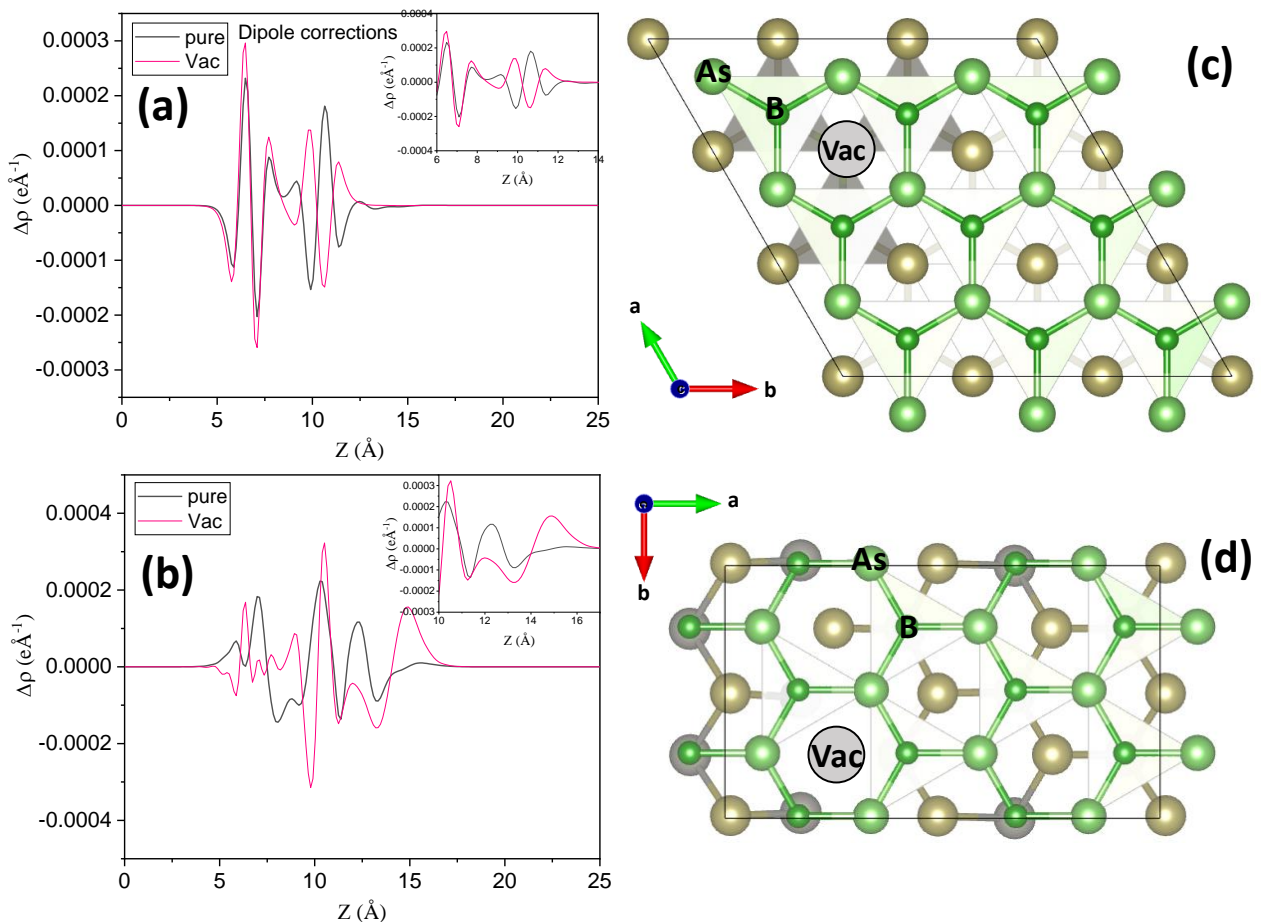 pure
Vac
Dipole corrections
(a)
0.0003
0.0002
0.0001
0.0000
-0.0001
-0.0002
-0.0003
Δρ (eÅ⁻¹)
0 5 10 15 20 25
Z (Å)
0.0004
0.0002
0.0000
-0.0002
-0.0004
Δρ (eÅ⁻¹)
6 8 10 12 14
Z (Å)
(c)
As
B
Vac
a
b
pure
Vac
(b)
0.0004
0.0002
0.0000
-0.0002
-0.0004
Δρ (eÅ⁻¹)
0 5 10 15 20 25
Z (Å)
0.0003
0.0002
0.0001
0.0000
0.0001
0.0002
0.0003
Δρ (eÅ⁻¹)
10 12 14 16
Z (Å)
a
b
(d)
As
B
Vac